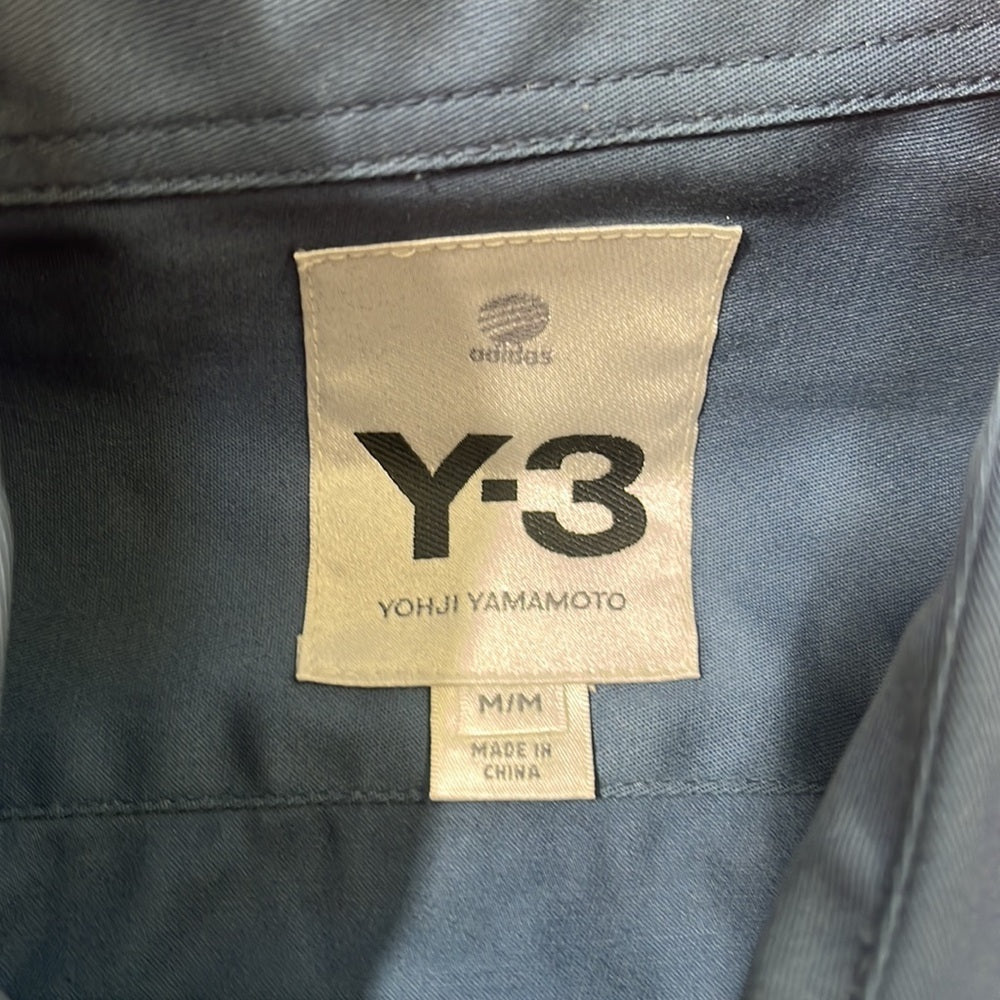 adidas
Y-3
YOHJI YAMAMOTO
M/M
MADE IN
CHINA